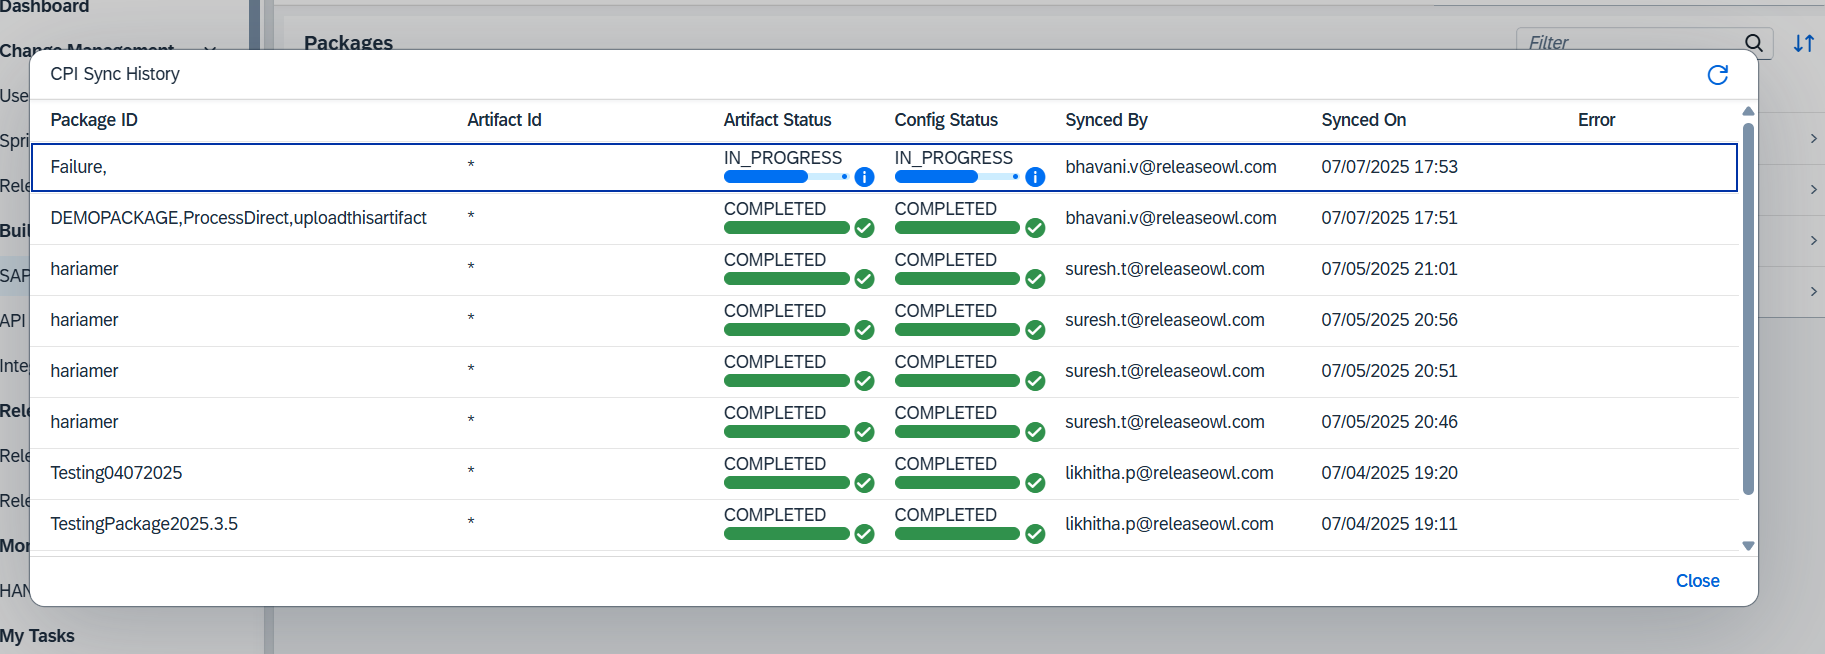 Dashboard
Change Management
Packages
Filter
CPI Sync History
Package ID Artifact Id Artifact Status Config Status Synced By Synced On Error
Failure, * IN_PROGRESS IN_PROGRESS bhavani.v@releaseowl.com 07/07/2025 17:53
DEMOPACKAGE,ProcessDirect,uploadthisartifact * COMPLETED COMPLETED bhavani.v@releaseowl.com 07/07/2025 17:51
hariamer * COMPLETED COMPLETED suresh.t@releaseowl.com 07/05/2025 21:01
hariamer * COMPLETED COMPLETED suresh.t@releaseowl.com 07/05/2025 20:56
hariamer * COMPLETED COMPLETED suresh.t@releaseowl.com 07/05/2025 20:51
hariamer * COMPLETED COMPLETED suresh.t@releaseowl.com 07/05/2025 20:46
Testing04072025 * COMPLETED COMPLETED likhitha.p@releaseowl.com 07/04/2025 19:20
TestingPackage2025.3.5 * COMPLETED COMPLETED likhitha.p@releaseowl.com 07/04/2025 19:11
Close
Use
Spri
Rele
Buil
SAP
API
Inte
Rele
Rele
Rele
Mor
HAN
My Tasks